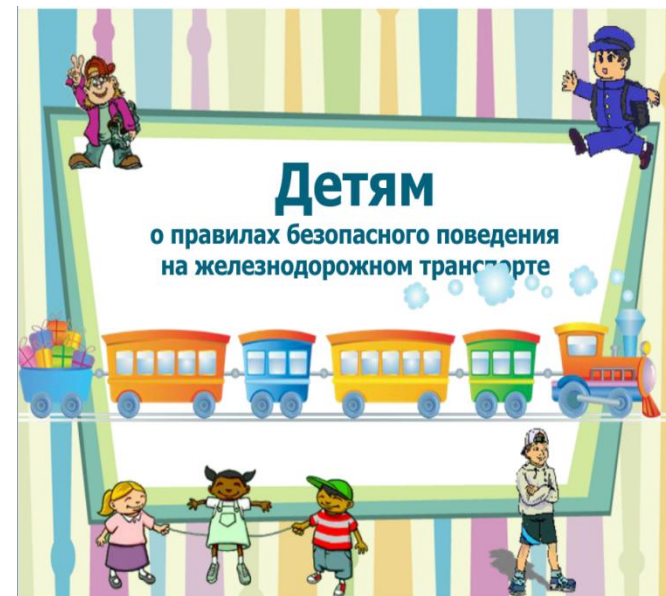 Детям
о правилах безопасного поведения
на железнодорожном транспорте